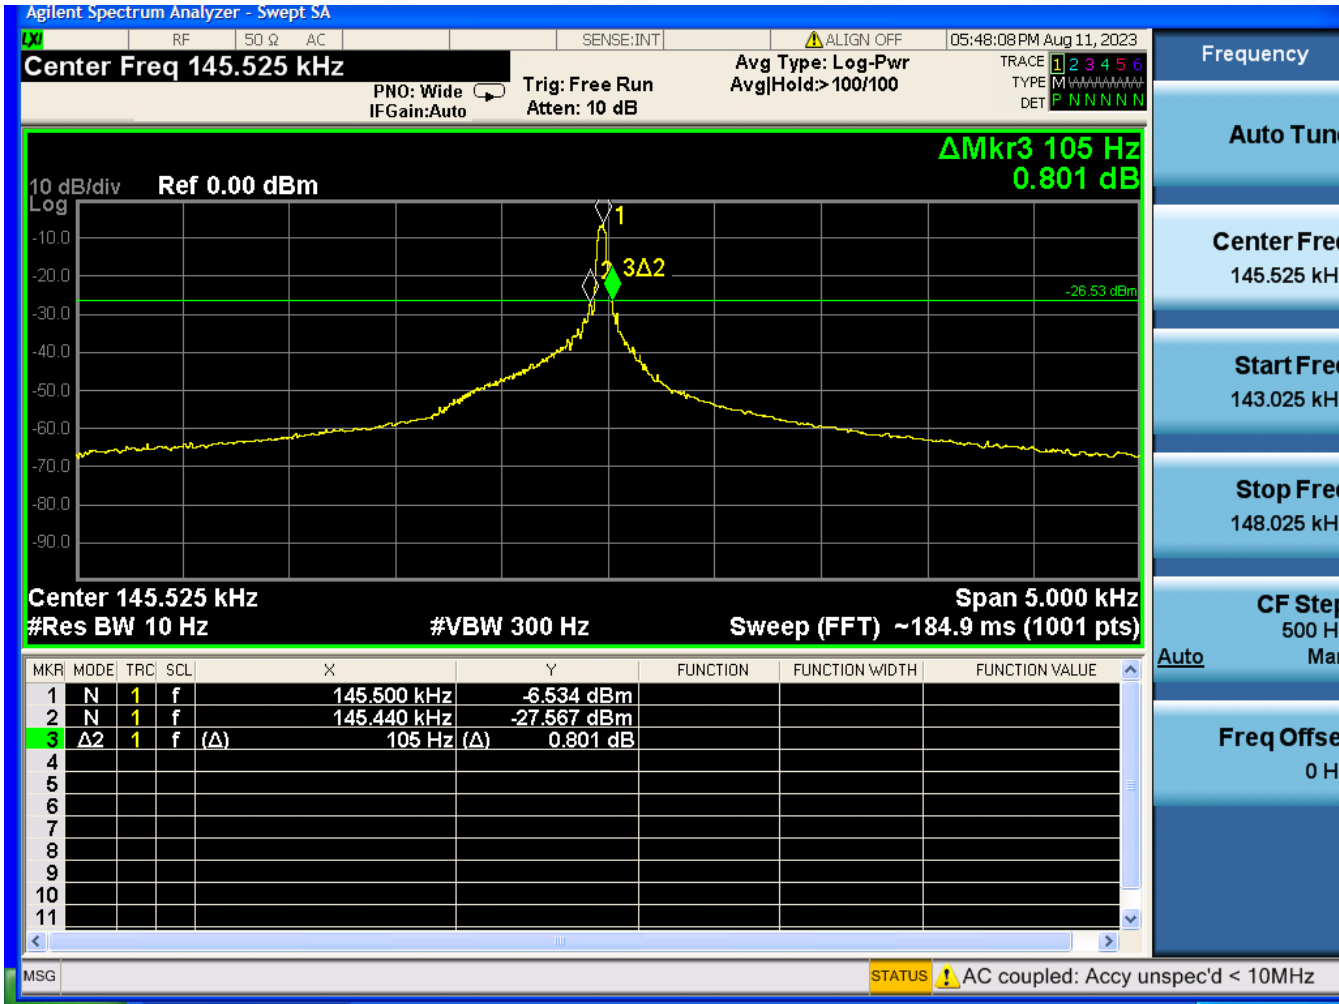 Agilent Spectrum Analyzer - Swept SA
LXI RF 50 Ω AC SENSE:INT ALIGN OFF 05:48:08 PM Aug 11, 2023
Center Freq 145.525 kHz
PNO: Wide
IFGain:Auto
Trig: Free Run
Atten: 10 dB
Avg Type: Log-Pwr
Avg|Hold:>100/100
TRACE 1 2 3 4 5 6
TYPE M
DET P N N N N N
ΔMkr3 105 Hz
0.801 dB
10 dB/div Ref 0.00 dBm
Log
-10.0
-20.0
-30.0
-40.0
-50.0
-60.0
-70.0
-80.0
-90.0
1
2 3Δ2
-26.53 dBm
Center 145.525 kHz Span 5.000 kHz
#Res BW 10 Hz #VBW 300 Hz Sweep (FFT) ~184.9 ms (1001 pts)
MKR MODE TRC SCL X Y FUNCTION FUNCTION WIDTH FUNCTION VALUE
1 N 1 f 145.500 kHz -6.534 dBm
2 N 1 f 145.440 kHz -27.567 dBm
3 Δ2 1 f (Δ) 105 Hz (Δ) 0.801 dB
4
5
6
7
8
9
10
11
MSG STATUS AC coupled: Accy unspec'd < 10MHz
Frequency
Auto Tun
Center Fre
145.525 kH
Start Fre
143.025 kH
Stop Fre
148.025 kH
CF Ste
500 H
Auto Ma
Freq Offse
0 H